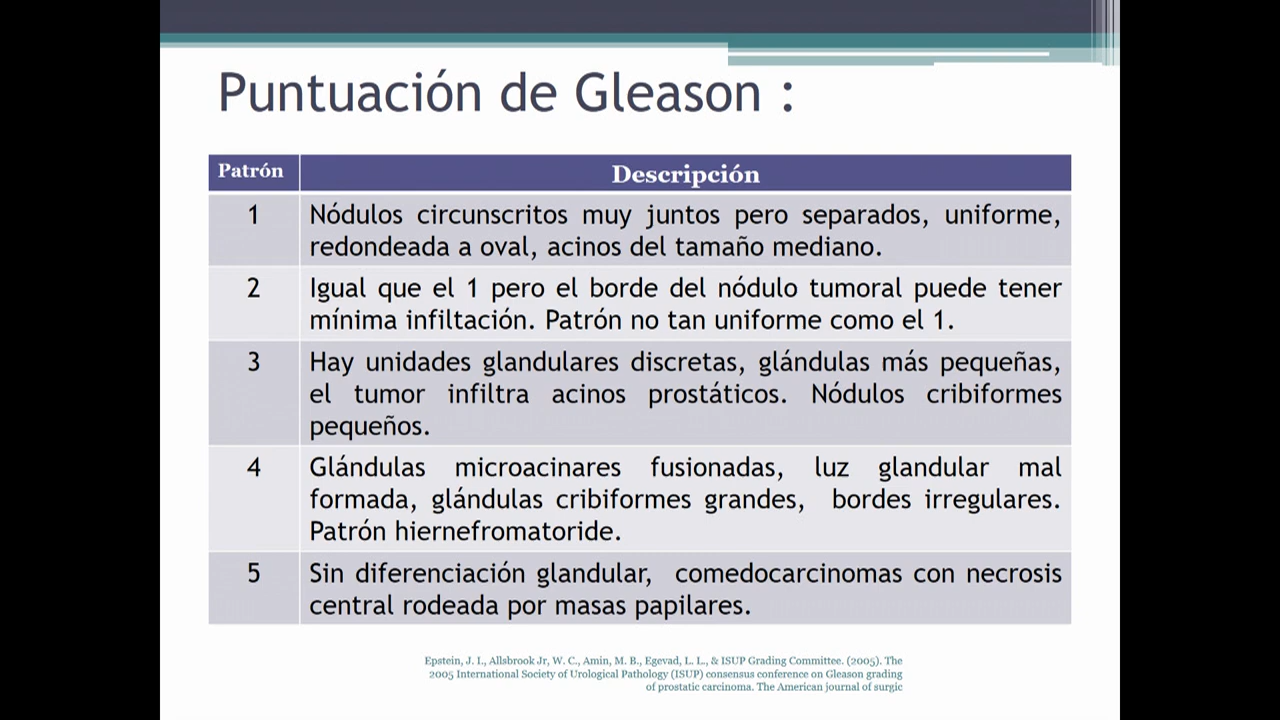 Puntuación de Gleason :
Patrón Descripción
1 Nódulos circunscritos muy juntos pero separados, uniforme,
redondeada a oval, acinos del tamaño mediano.
2 Igual que el 1 pero el borde del nódulo tumoral puede tener
mínima infiltación. Patrón no tan uniforme como el 1.
3 Hay unidades glandulares discretas, glándulas más pequeñas,
el tumor infiltra acinos prostáticos. Nódulos cribiformes
pequeños.
4 Glándulas microacinares fusionadas, luz glandular mal
formada, glándulas cribiformes grandes, bordes irregulares.
Patrón hiernefromatoride.
5 Sin diferenciación glandular, comedocarcinomas con necrosis
central rodeada por masas papilares.
Epstein, J. I., Allsbrook Jr, W. C., Amin, M. B., Egevad, L. L., & ISUP Grading Committee. (2005). The
2005 International Society of Urological Pathology (ISUP) consensus conference on Gleason grading
of prostatic carcinoma. The American journal of surgic